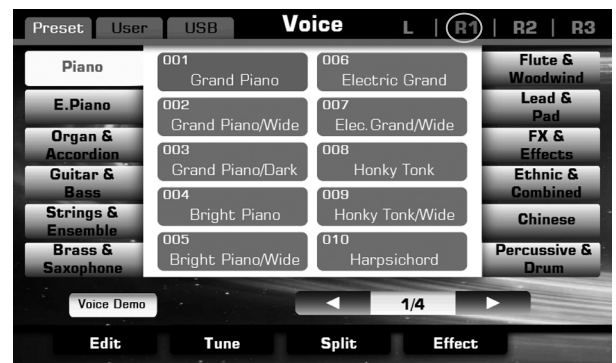 Preset User USB Voice L | R1 | R2 | R3
Piano
E.Piano
Organ &
Accordion
Guitar &
Bass
Strings &
Ensemble
Brass &
Saxophone
001
Grand Piano
002
Grand Piano/Wide
003
Grand Piano/Dark
004
Bright Piano
005
Bright Piano/Wide
006
Electric Grand
007
Elec.Grand/Wide
008
Honky Tonk
009
Honky Tonk/Wide
010
Harpsichord
Flute &
Woodwind
Lead &
Pad
FX &
Effects
Ethnic &
Combined
Chinese
Percussive &
Drum
Voice Demo
1/4
Edit Tune Split Effect